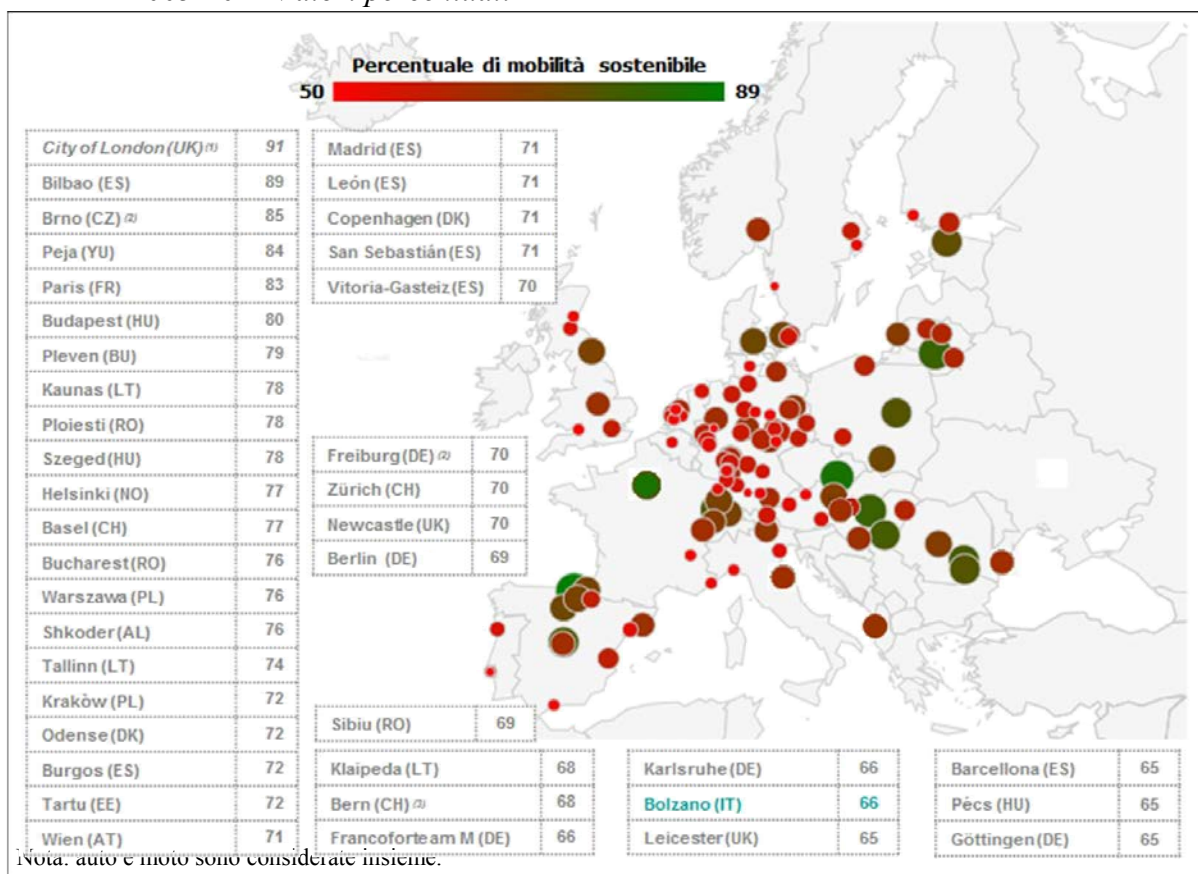 Percentuale di mobilità sostenibile
50 89
City of London (UK) (1) 91
Bilbao (ES) 89
Brno (CZ) (2) 85
Peja (YU) 84
Paris (FR) 83
Budapest (HU) 80
Pleven (BU) 79
Kaunas (LT) 78
Ploiesti (RO) 78
Szeged (HU) 78
Helsinki (NO) 77
Basel (CH) 77
Bucharest (RO) 76
Warszawa (PL) 76
Shkoder (AL) 76
Tallinn (LT) 74
Krakòw (PL) 72
Odense (DK) 72
Burgos (ES) 72
Tartu (EE) 72
Wien (AT) 71
Madrid (ES) 71
León (ES) 71
Copenhagen (DK) 71
San Sebastián (ES) 71
Vitoria-Gasteiz (ES) 70
Freiburg (DE) (2) 70
Zürich (CH) 70
Newcastle (UK) 70
Berlin (DE) 69
Sibiu (RO) 69
Klaipeda (LT) 68
Bern (CH) (3) 68
Francoforte am M (DE) 66
Karlsruhe (DE) 66
Bolzano (IT) 66
Leicester (UK) 65
Barcellona (ES) 65
Pécs (HU) 65
Göttingen (DE) 65
Nota: auto e moto sono considerate insieme.